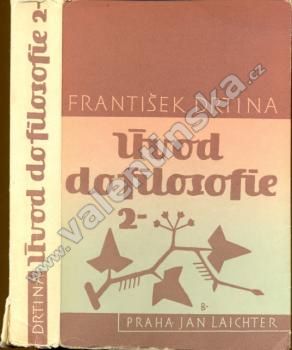 DRTINA Úvod do filosofie 2-
FRANTIŠEK DRTINA
Úvod
do filosofie
2-
B-
PRAHA JAN LAICHTER
www.valentinska.cz